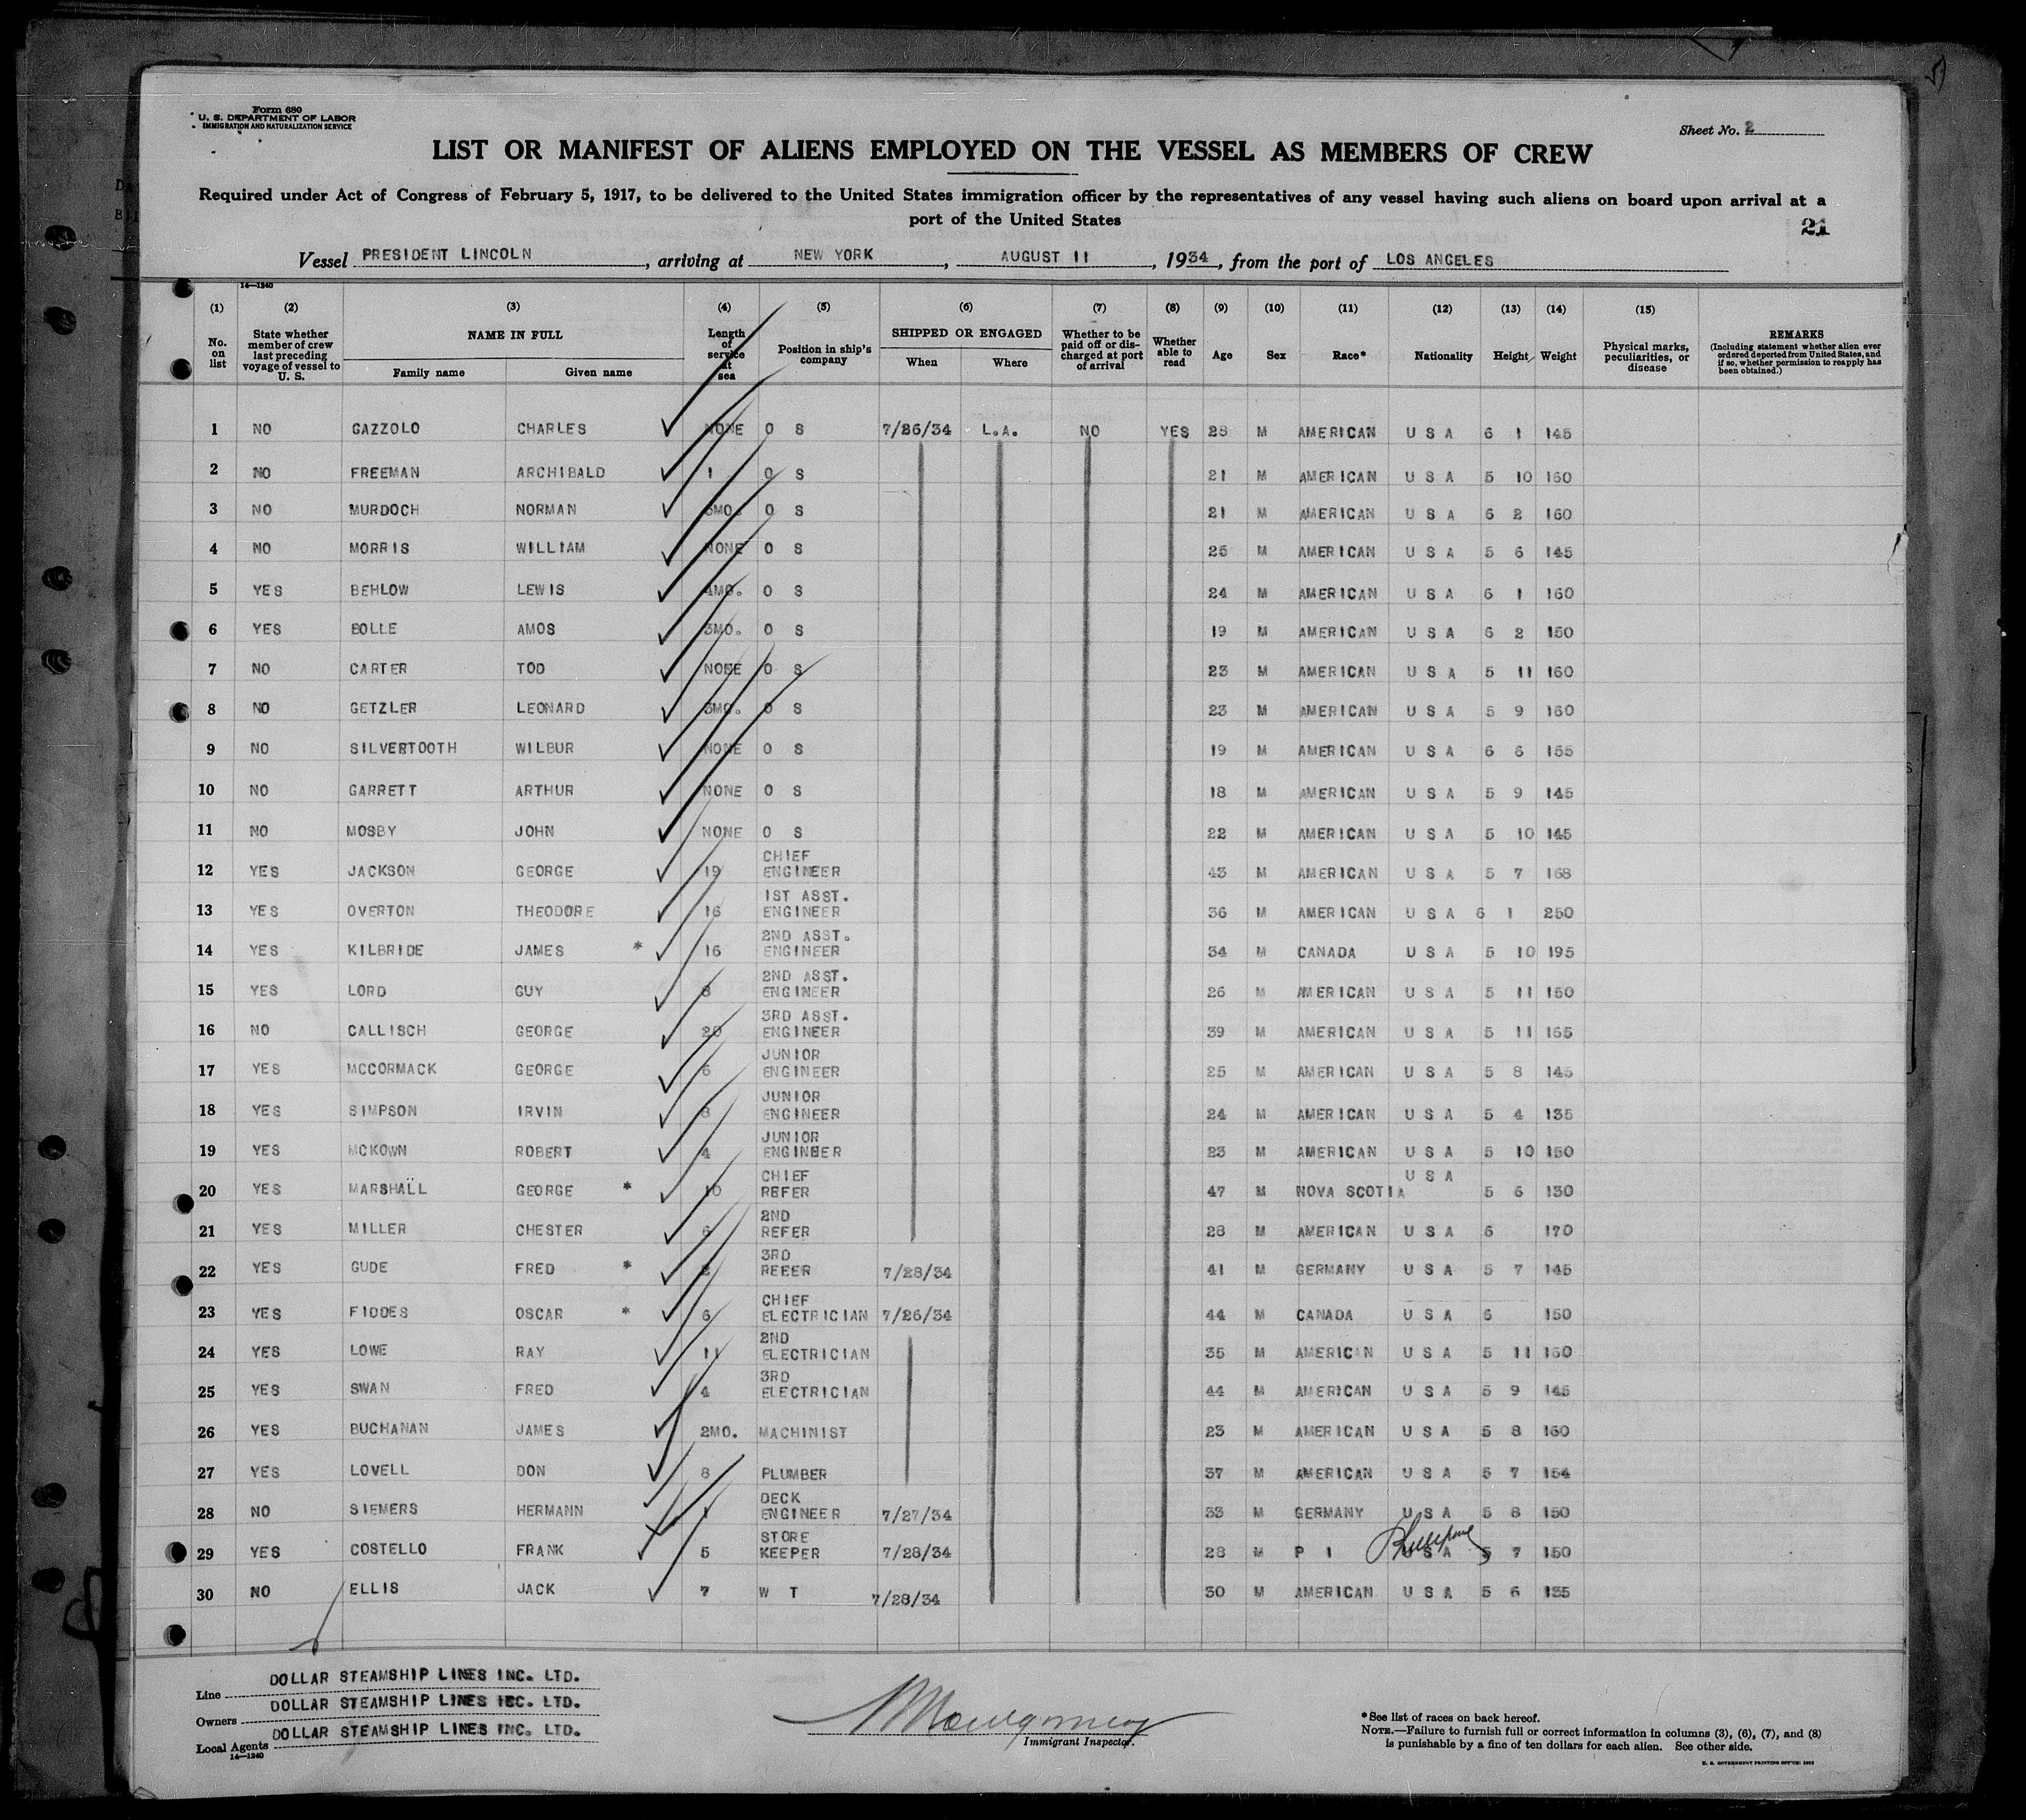 Form 680
U. S. DEPARTMENT OF LABOR
IMMIGRATION AND NATURALIZATION SERVICE
Sheet No. 2
LIST OR MANIFEST OF ALIENS EMPLOYED ON THE VESSEL AS MEMBERS OF CREW
Required under Act of Congress of February 5, 1917, to be delivered to the United States immigration officer by the representatives of any vessel having such aliens on board upon arrival at a
port of the United States
21
Vessel PRESIDENT LINCOLN, arriving at NEW YORK, AUGUST 11, 1934, from the port of LOS ANGELES
14—1240
(1) (2) (3) (4) (5) (6) (7) (8) (9) (10) (11) (12) (13) (14) (15)
No. on list
State whether member of crew last preceding voyage of vessel to U. S.
NAME IN FULL
Family name Given name
Length of service at sea
Position in ship's company
SHIPPED OR ENGAGED
When Where
Whether to be paid off or discharged at port of arrival
Whether able to read
Age Sex Race* Nationality Height Weight
Physical marks, peculiarities, or disease
REMARKS
(Including statement whether alien ever ordered deported from United States, and if so, whether permission to reapply has been obtained.)
1 NO GAZZOLO CHARLES NONE O S 7/26/34 L.A. NO YES 28 M AMERICAN U S A 6 1 145
2 NO FREEMAN ARCHIBALD 1 O S 21 M AMERICAN U S A 5 10 160
3 NO MURDOCH NORMAN 3MO. O S 21 M AMERICAN U S A 6 2 160
4 NO MORRIS WILLIAM NONE O S 25 M AMERICAN U S A 5 6 145
5 YES BEHLOW LEWIS 4MO. O S 24 M AMERICAN U S A 6 1 160
6 YES BOLLE AMOS 3MO. O S 19 M AMERICAN U S A 6 2 150
7 NO CARTER TOD NONE O S 23 M AMERICAN U S A 5 11 160
8 NO GETZLER LEONARD 3MO. O S 23 M AMERICAN U S A 5 9 160
9 NO SILVERTOOTH WILBUR NONE O S 19 M AMERICAN U S A 6 6 155
10 NO GARRETT ARTHUR NONE O S 18 M AMERICAN U S A 5 9 145
11 NO MOSBY JOHN NONE O S 22 M AMERICAN U S A 5 10 145
12 YES JACKSON GEORGE 19 CHIEF ENGINEER 43 M AMERICAN U S A 5 7 168
13 YES OVERTON THEODORE 16 1ST ASST. ENGINEER 36 M AMERICAN U S A 6 1 250
14 YES KILBRIDE JAMES * 16 2ND ASST. ENGINEER 34 M CANADA U S A 5 10 195
15 YES LORD GUY 8 2ND ASST. ENGINEER 26 M AMERICAN U S A 5 11 150
16 NO CALLISCH GEORGE 20 3RD ASST. ENGINEER 39 M AMERICAN U S A 5 11 165
17 YES MCCORMACK GEORGE 6 JUNIOR ENGINEER 25 M AMERICAN U S A 5 8 145
18 YES SIMPSON IRVIN 8 JUNIOR ENGINEER 24 M AMERICAN U S A 5 4 135
19 YES MCKOWN ROBERT 4 JUNIOR ENGINEER 23 M AMERICAN U S A 5 10 150
20 YES MARSHALL GEORGE * 10 CHIEF REFER 47 M NOVA SCOTIA U S A 5 6 130
21 YES MILLER CHESTER 6 2ND REFER 28 M AMERICAN U S A 6 170
22 YES GUDE FRED * 2 3RD REEER 7/28/34 41 M GERMANY U S A 5 7 145
23 YES FIDDES OSCAR * 6 CHIEF ELECTRICIAN 7/26/34 44 M CANADA U S A 6 150
24 YES LOWE RAY 11 2ND ELECTRICIAN 35 M AMERICAN U S A 5 11 160
25 YES SWAN FRED 4 3RD ELECTRICIAN 44 M AMERICAN U S A 5 9 145
26 YES BUCHANAN JAMES 2MO. MACHINIST 23 M AMERICAN U S A 5 8 160
27 YES LOVELL DON 8 PLUMBER 37 M AMERICAN U S A 5 7 154
28 NO SIEMERS HERMANN 1 DECK ENGINEER 7/27/34 33 M GERMANY U S A 5 8 150
29 YES COSTELLO FRANK 5 STORE KEEPER 7/28/34 28 M P I U S A 5 7 150
30 NO ELLIS JACK 7 W T 7/28/34 30 M AMERICAN U S A 5 6 135
Line DOLLAR STEAMSHIP LINES INC. LTD.
Owners DOLLAR STEAMSHIP LINES INC. LTD.
Local Agents DOLLAR STEAMSHIP LINES INC. LTD.
14—1240
Montgomery
Immigrant Inspector.
*See list of races on back hereof.
NOTE.—Failure to furnish full or correct information in columns (3), (6), (7), and (8)
is punishable by a fine of ten dollars for each alien. See other side.